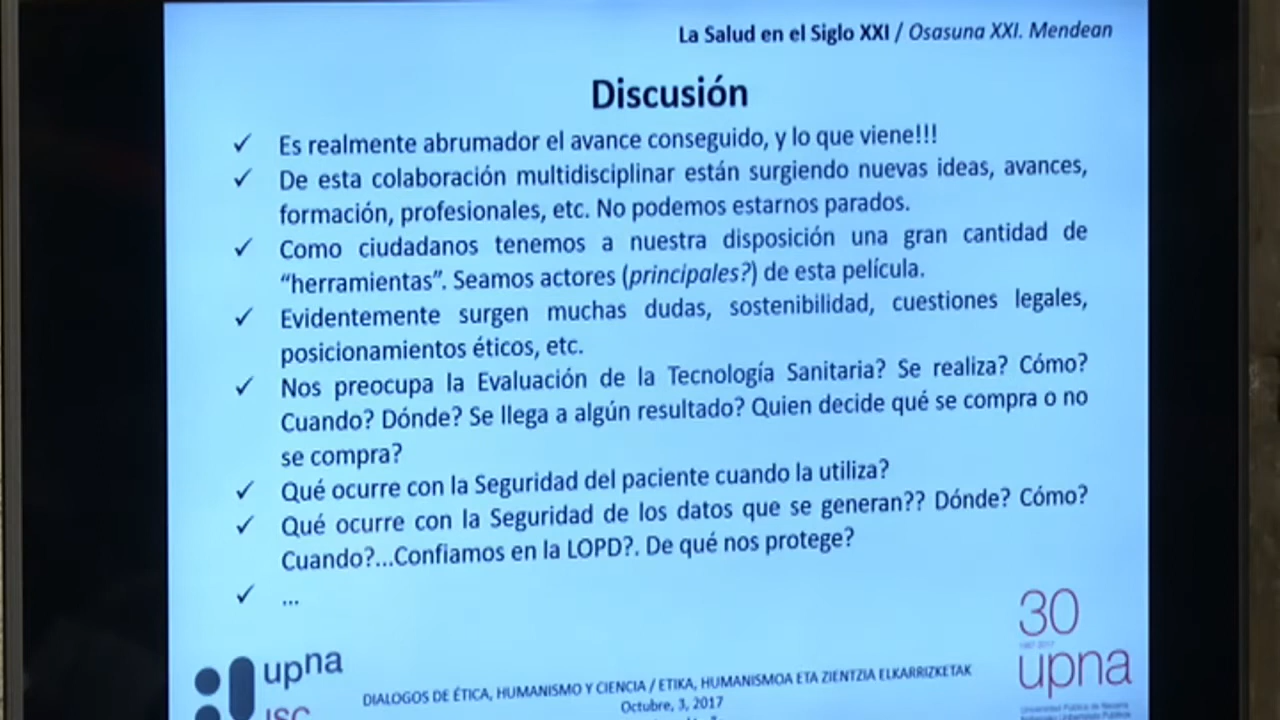 La Salud en el Siglo XXI / Osasuna XXI. Mendean
Discusión
✓ Es realmente abrumador el avance conseguido, y lo que viene!!!
✓ De esta colaboración multidisciplinar están surgiendo nuevas ideas, avances,
formación, profesionales, etc. No podemos estarnos parados.
✓ Como ciudadanos tenemos a nuestra disposición una gran cantidad de
“herramientas”. Seamos actores (principales?) de esta película.
✓ Evidentemente surgen muchas dudas, sostenibilidad, cuestiones legales,
posicionamientos éticos, etc.
✓ Nos preocupa la Evaluación de la Tecnología Sanitaria? Se realiza? Cómo?
Cuando? Dónde? Se llega a algún resultado? Quien decide qué se compra o no
se compra?
✓ Qué ocurre con la Seguridad del paciente cuando la utiliza?
✓ Qué ocurre con la Seguridad de los datos que se generan?? Dónde? Cómo?
Cuando?...Confiamos en la LOPD?. De qué nos protege?
✓ ...
upna
ISC
DIALOGOS DE ÉTICA, HUMANISMO Y CIENCIA / ETIKA, HUMANISMOA ETA ZIENTZIA ELKARRIZKETAK
Octubre, 3, 2017
30
upna
Universidad Pública de Navarra